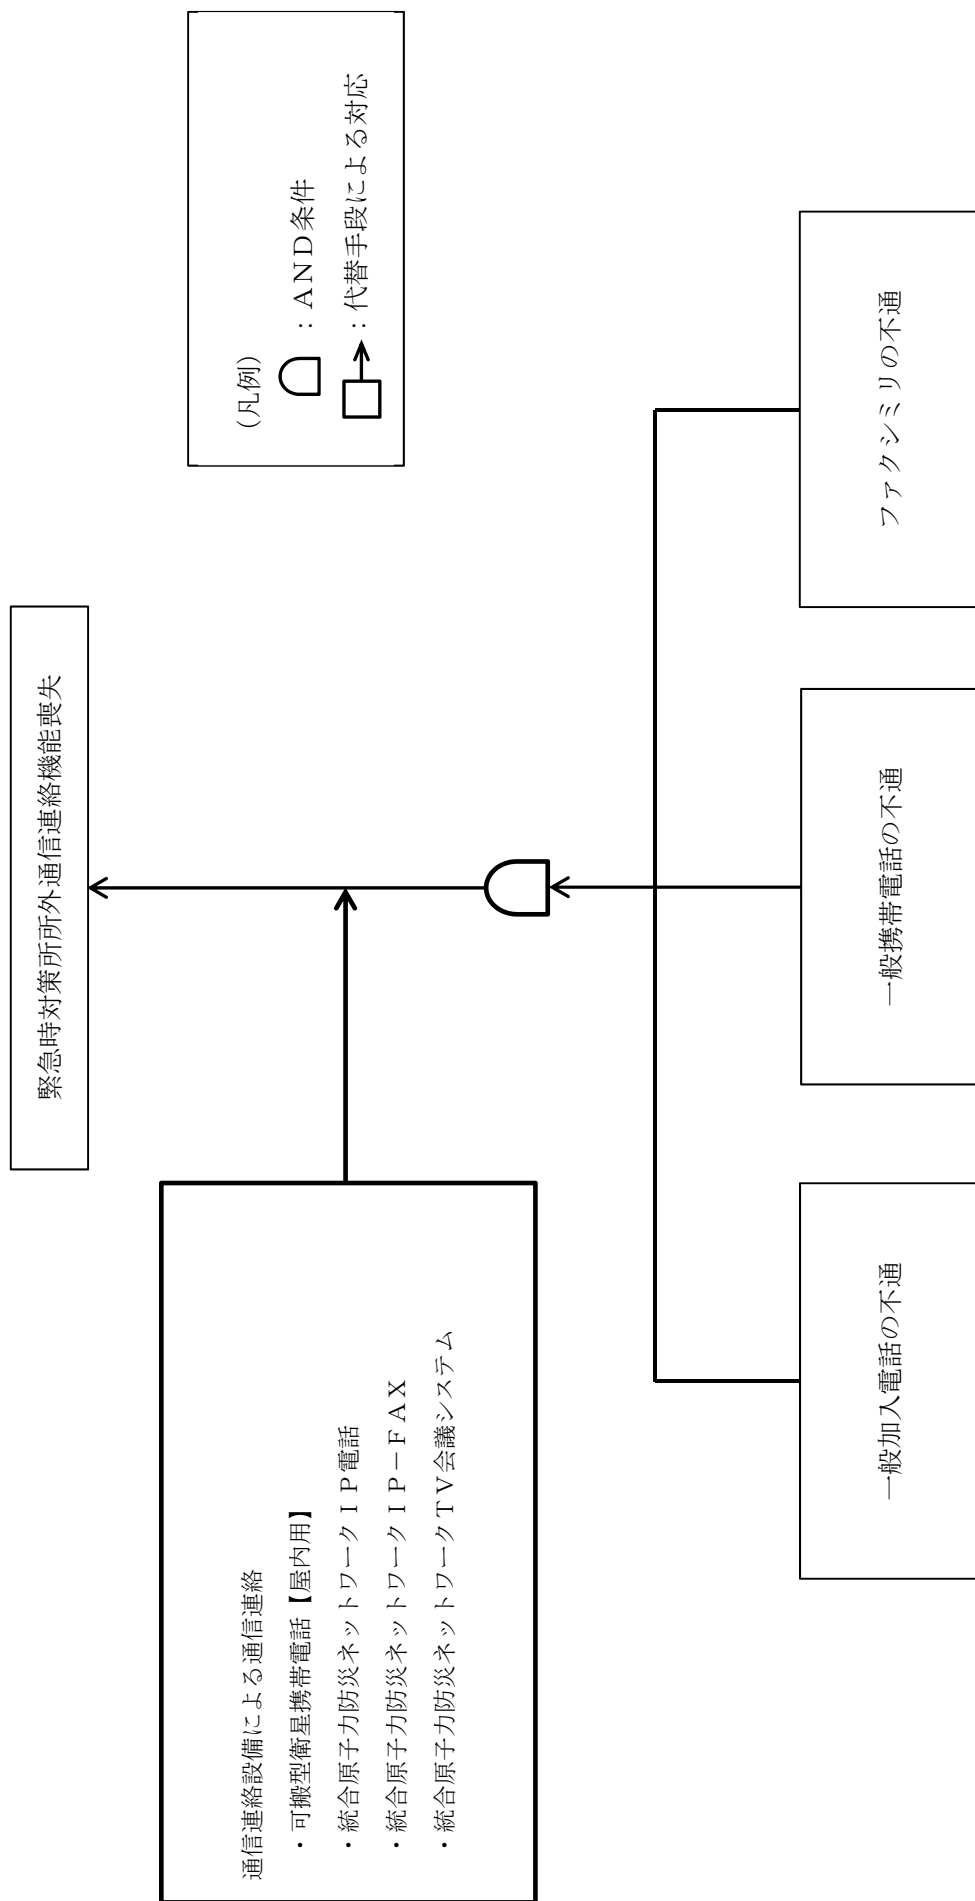 緊急時対策所所外通信連絡機能喪失
(凡例)
：ＡＮＤ条件
：代替手段による対応
通信連絡設備による通信連絡
・可搬型衛星携帯電話【屋内用】
・統合原子力防災ネットワークＩＰ電話
・統合原子力防災ネットワークＩＰ－ＦＡＸ
・統合原子力防災ネットワークＴＶ会議システム
一般加入電話の不通
一般携帯電話の不通
ファクシミリの不通